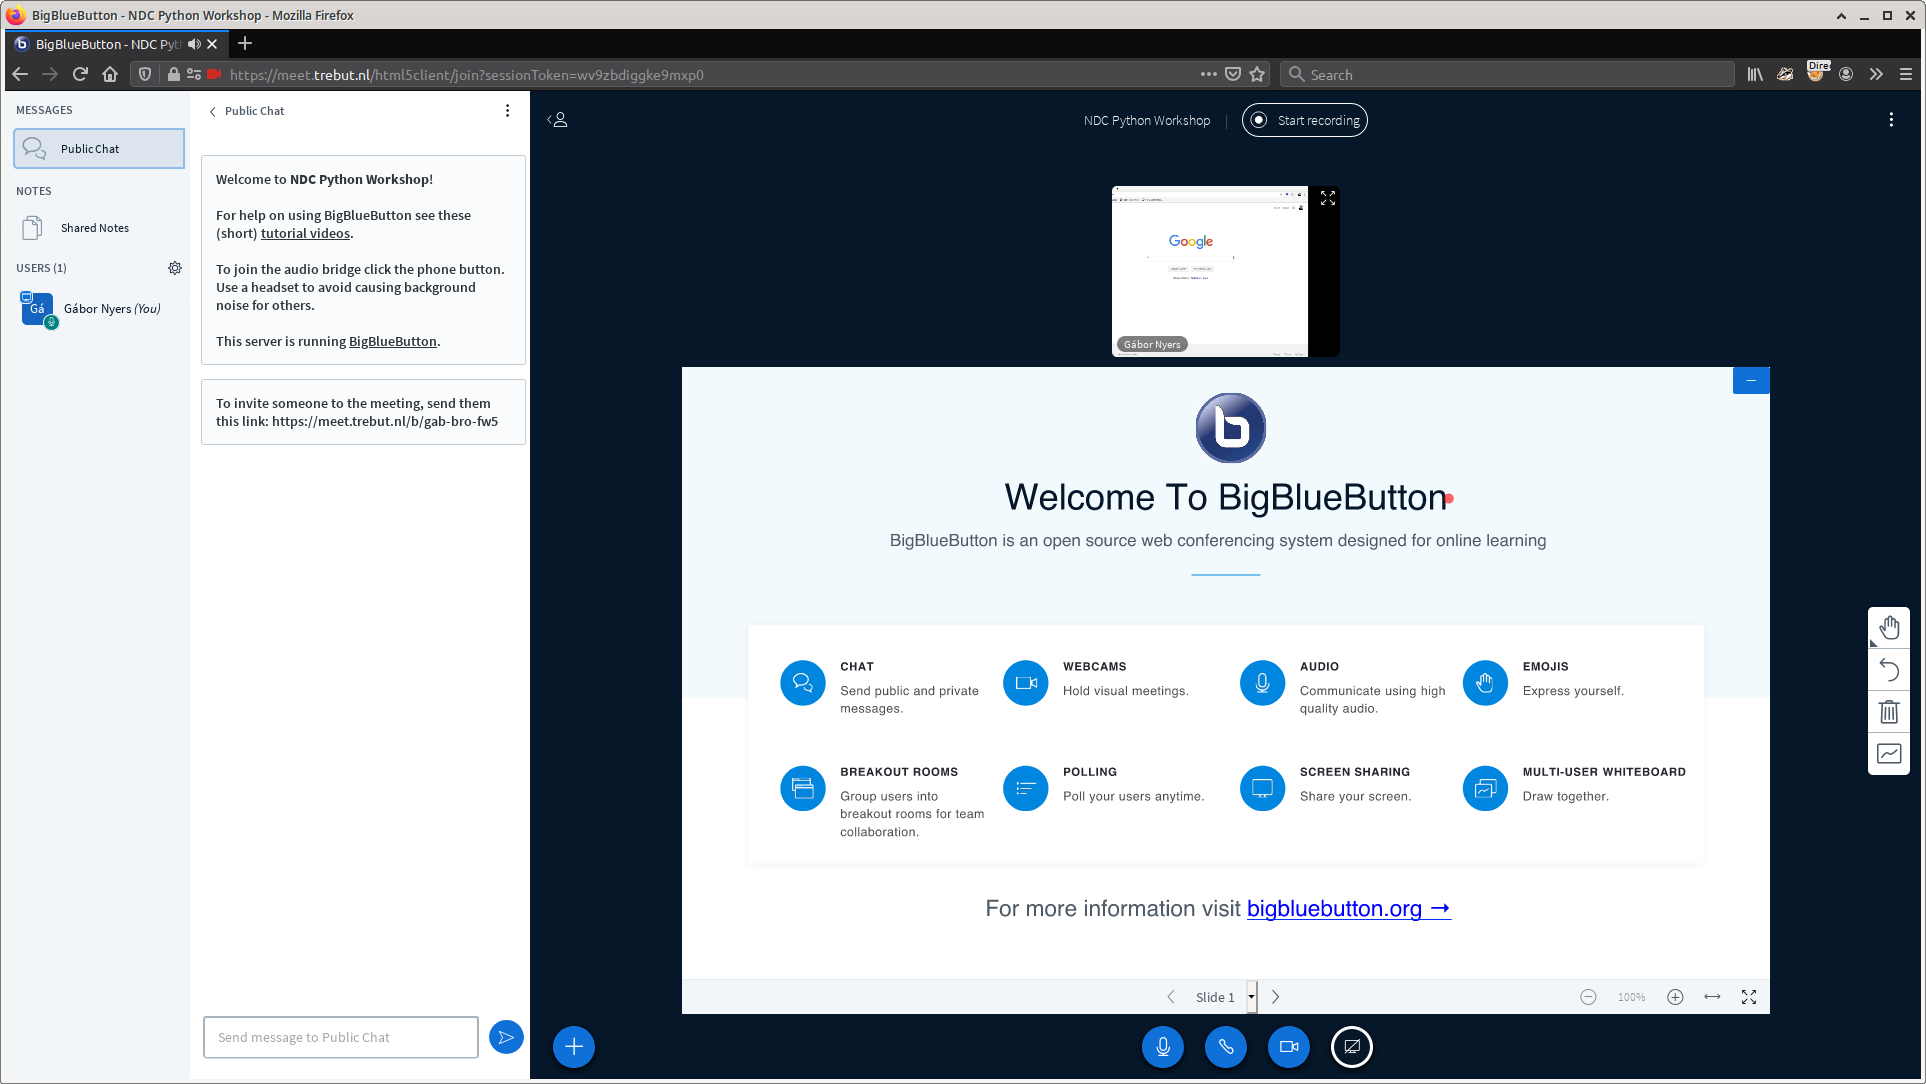 BigBlueButton - NDC Python Workshop - Mozilla Firefox
BigBlueButton - NDC Pyt
https://meet.trebut.nl/html5client/join?sessionToken=wv9zbdiggke9mxp0
Search
Dire
MESSAGES
Public Chat
NOTES
Shared Notes
USERS (1)
Gá
Gábor Nyers (You)
Public Chat
Welcome to NDC Python Workshop!
For help on using BigBlueButton see these
(short) tutorial videos.
To join the audio bridge click the phone button.
Use a headset to avoid causing background
noise for others.
This server is running BigBlueButton.
To invite someone to the meeting, send them
this link: https://meet.trebut.nl/b/gab-bro-fw5
Send message to Public Chat
NDC Python Workshop
Start recording
Google
Gábor Nyers
Welcome To BigBlueButton
BigBlueButton is an open source web conferencing system designed for online learning
CHAT
Send public and private
messages.
WEBCAMS
Hold visual meetings.
AUDIO
Communicate using high
quality audio.
EMOJIS
Express yourself.
BREAKOUT ROOMS
Group users into
breakout rooms for team
collaboration.
POLLING
Poll your users anytime.
SCREEN SHARING
Share your screen.
MULTI-USER WHITEBOARD
Draw together.
For more information visit bigbluebutton.org →
Slide 1
100%